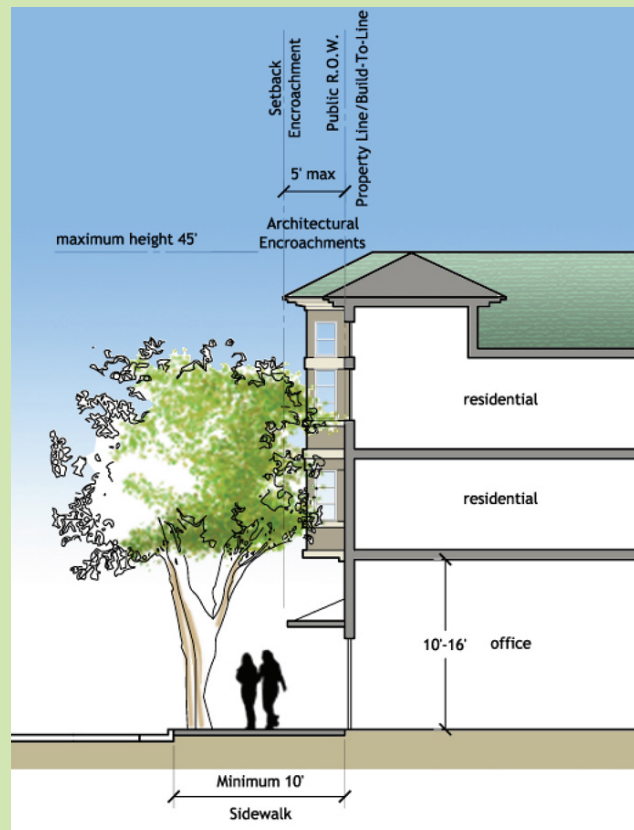 Setback
Encroachment
Public R.O.W.
Property Line/Build-To-Line
5' max
Architectural
Encroachments
maximum height 45'
residential
residential
10'-16'
office
Minimum 10'
Sidewalk